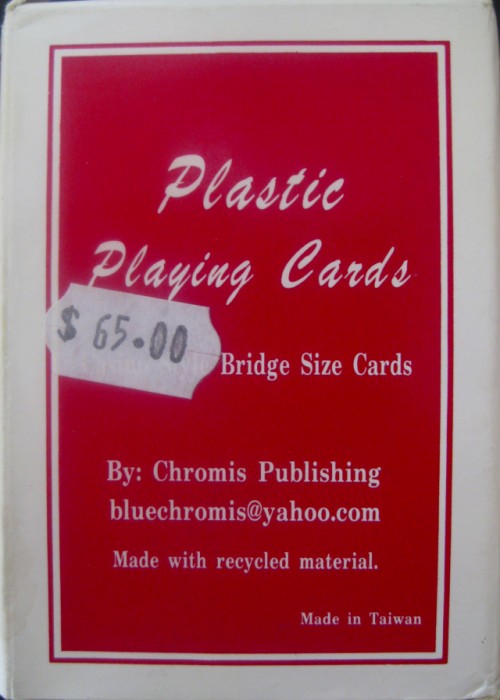 Plastic
Playing Cards
$ 65.00
Bridge Size Cards
By: Chromis Publishing
bluechromis@yahoo.com
Made with recycled material.
Made in Taiwan